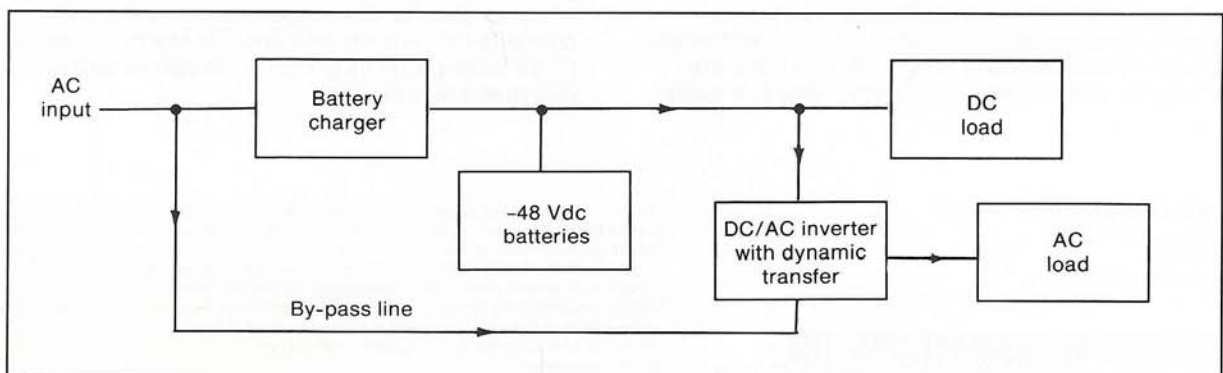 AC
input
Battery
charger
DC
load
–48 Vdc
batteries
DC/AC inverter
with dynamic
transfer
AC
load
By-pass line